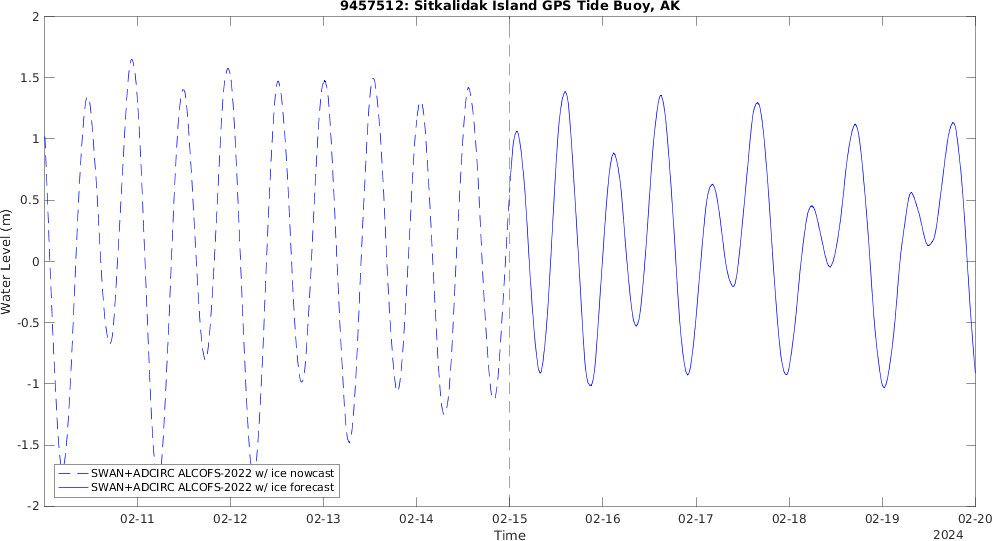 9457512: Sitkalidak Island GPS Tide Buoy, AK
2
1.5
1
0.5
0
-0.5
-1
-1.5
-2
Water Level (m)
SWAN+ADCIRC ALCOFS-2022 w/ ice nowcast
SWAN+ADCIRC ALCOFS-2022 w/ ice forecast
02-11 02-12 02-13 02-14 02-15 02-16 02-17 02-18 02-19 02-20
Time
2024